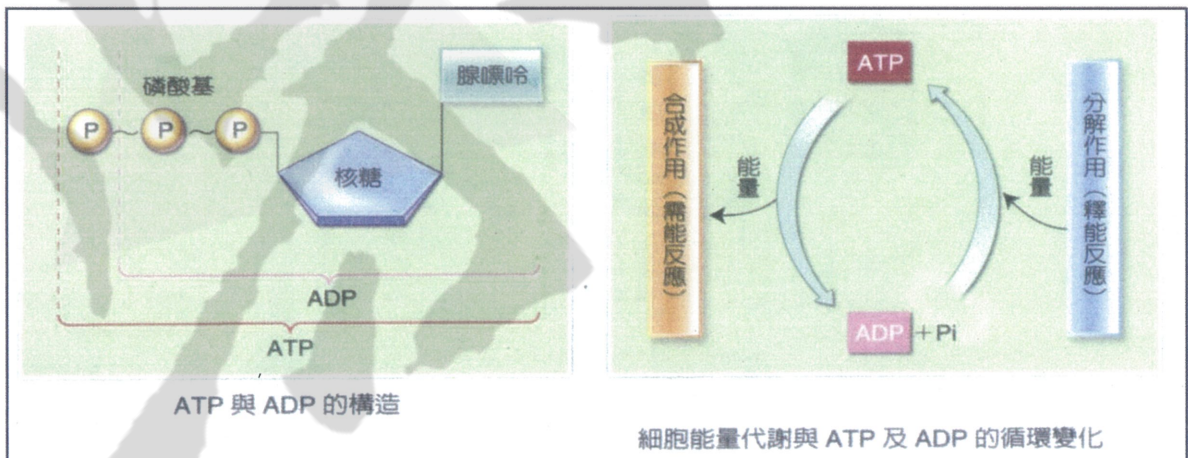 磷酸基
腺嘌呤
P
P
P
核糖
ADP
ATP
ATP 與 ADP 的構造
ATP
合成作用（需能反應）
能量
能量
分解作用（釋能反應）
ADP +Pi
細胞能量代謝與 ATP 及 ADP 的循環變化